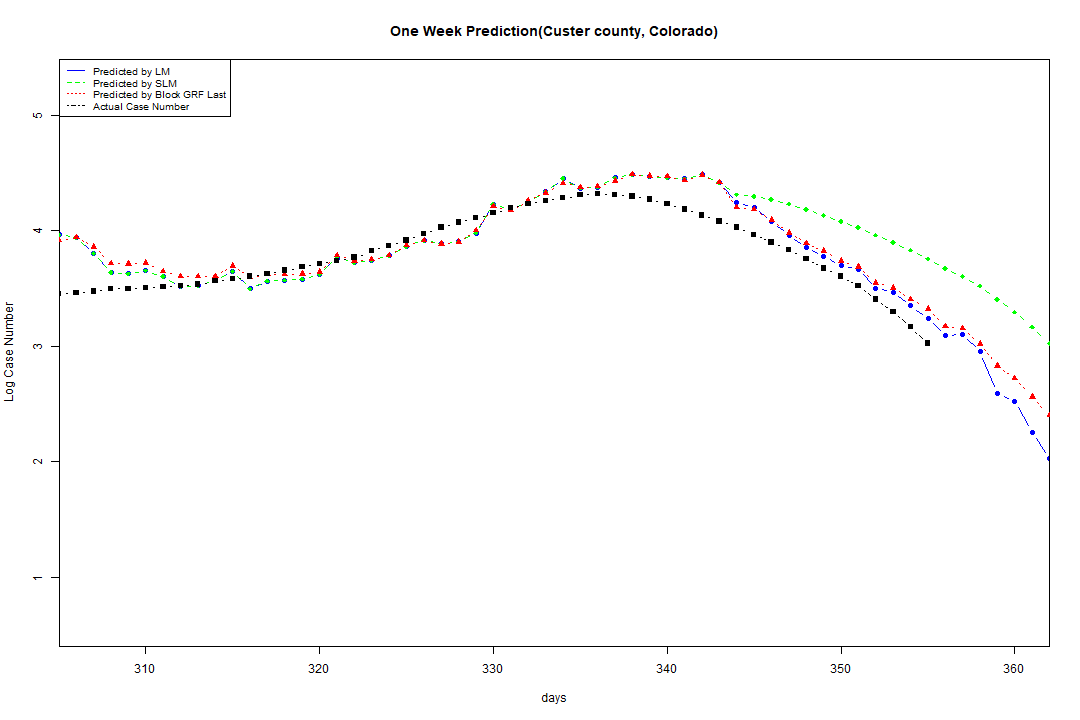 One Week Prediction(Custer county, Colorado)
Predicted by LM
Predicted by SLM
Predicted by Block GRF Last
Actual Case Number
5
4
3
2
1
Log Case Number
310 320 330 340 350 360
days